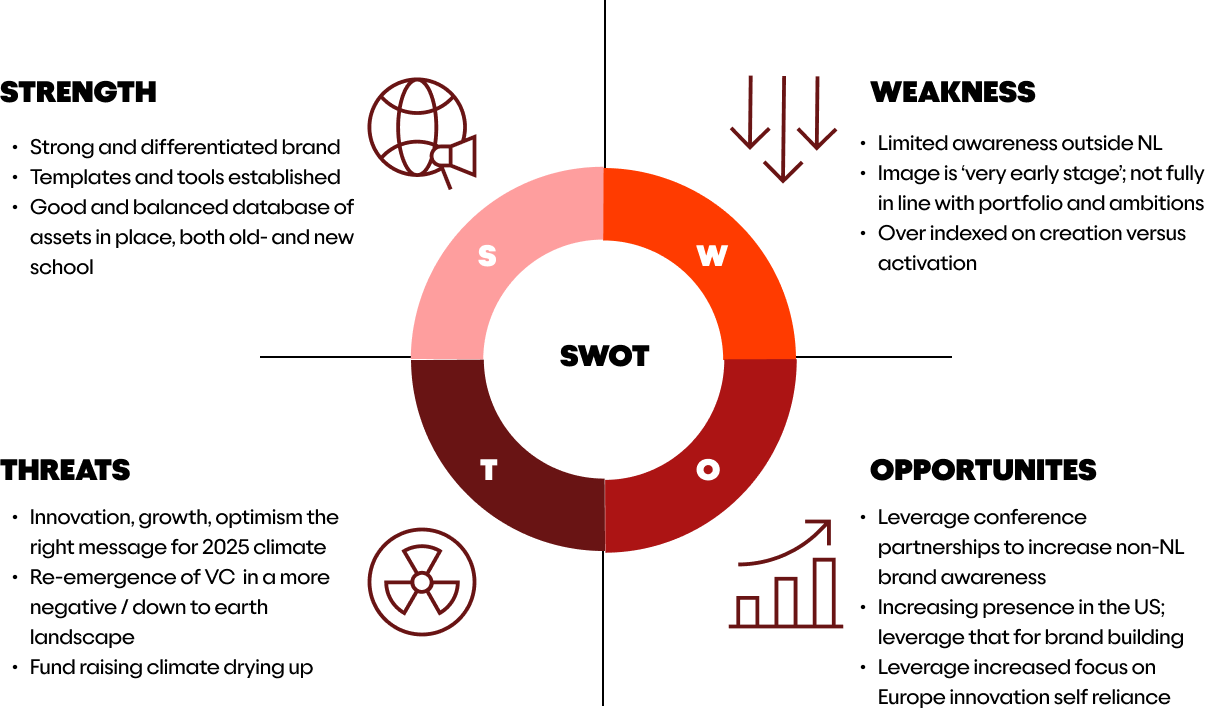 STRENGTH
• Strong and differentiated brand
• Templates and tools established
• Good and balanced database of
assets in place, both old- and new
school
WEAKNESS
• Limited awareness outside NL
• Image is ‘very early stage’; not fully
in line with portfolio and ambitions
• Over indexed on creation versus
activation
S
W
SWOT
T
O
THREATS
• Innovation, growth, optimism the
right message for 2025 climate
• Re-emergence of VC in a more
negative / down to earth
landscape
• Fund raising climate drying up
OPPORTUNITES
• Leverage conference
partnerships to increase non-NL
brand awareness
• Increasing presence in the US;
leverage that for brand building
• Leverage increased focus on
Europe innovation self reliance